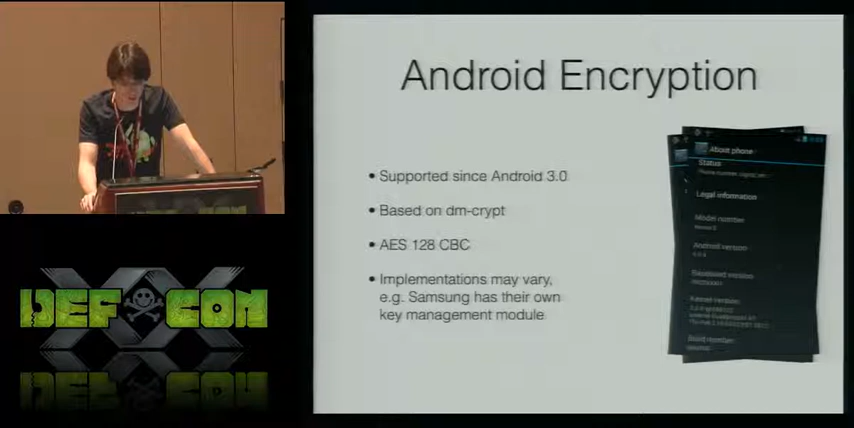 Android Encryption
• Supported since Android 3.0
• Based on dm-crypt
• AES 128 CBC
• Implementations may vary,
e.g. Samsung has their own
key management module
About phone
Status
Legal information
Model number
Android version
Baseband version
Kernel version
Build number
DEF CON
XX